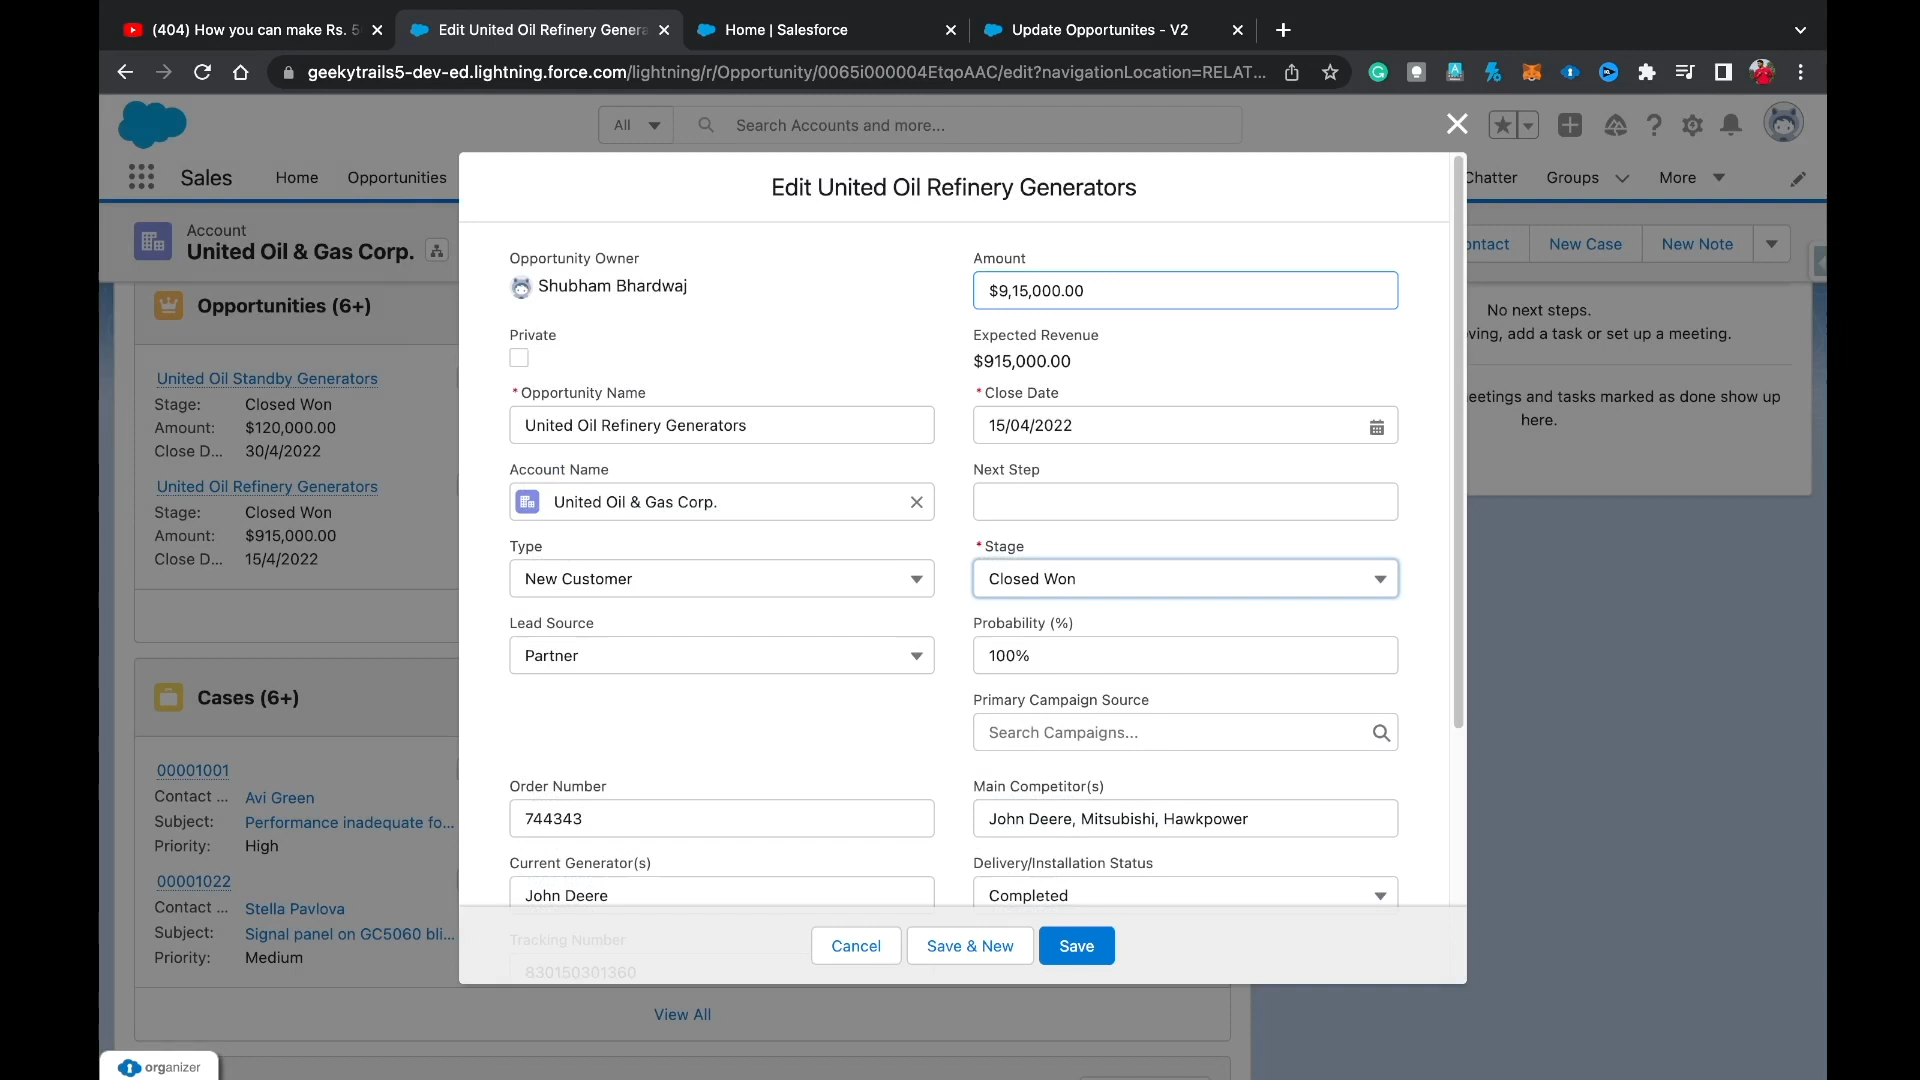 (404) How you can make Rs. 5
Edit United Oil Refinery Genera
Home | Salesforce
Update Opportunites - V2
geekytrails5-dev-ed.lightning.force.com/lightning/r/Opportunity/0065i000004EtqoAAC/edit?navigationLocation=RELAT...
All
Search Accounts and more...
Sales
Home
Opportunities
Chatter
Groups
More
Edit United Oil Refinery Generators
Account
United Oil & Gas Corp.
ontact
New Case
New Note
Opportunities (6+)
United Oil Standby Generators
Stage: Closed Won
Amount: $120,000.00
Close D... 30/4/2022
United Oil Refinery Generators
Stage: Closed Won
Amount: $915,000.00
Close D... 15/4/2022
Cases (6+)
00001001
Contact ... Avi Green
Subject: Performance inadequate fo...
Priority: High
00001022
Contact ... Stella Pavlova
Subject: Signal panel on GC5060 bli...
Priority: Medium
View All
Opportunity Owner
Shubham Bhardwaj
Amount
$9,15,000.00
Private
Expected Revenue
$915,000.00
*Opportunity Name
United Oil Refinery Generators
*Close Date
15/04/2022
Account Name
United Oil & Gas Corp.
Next Step
Type
New Customer
*Stage
Closed Won
Lead Source
Partner
Probability (%)
100%
Primary Campaign Source
Search Campaigns...
Order Number
744343
Main Competitor(s)
John Deere, Mitsubishi, Hawkpower
Current Generator(s)
John Deere
Delivery/Installation Status
Completed
Tracking Number
830150301360
Cancel
Save & New
Save
No next steps.
ving, add a task or set up a meeting.
eetings and tasks marked as done show up
here.
organizer